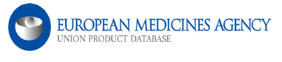 EUROPEAN MEDICINES AGENCY
UNION PRODUCT DATABASE